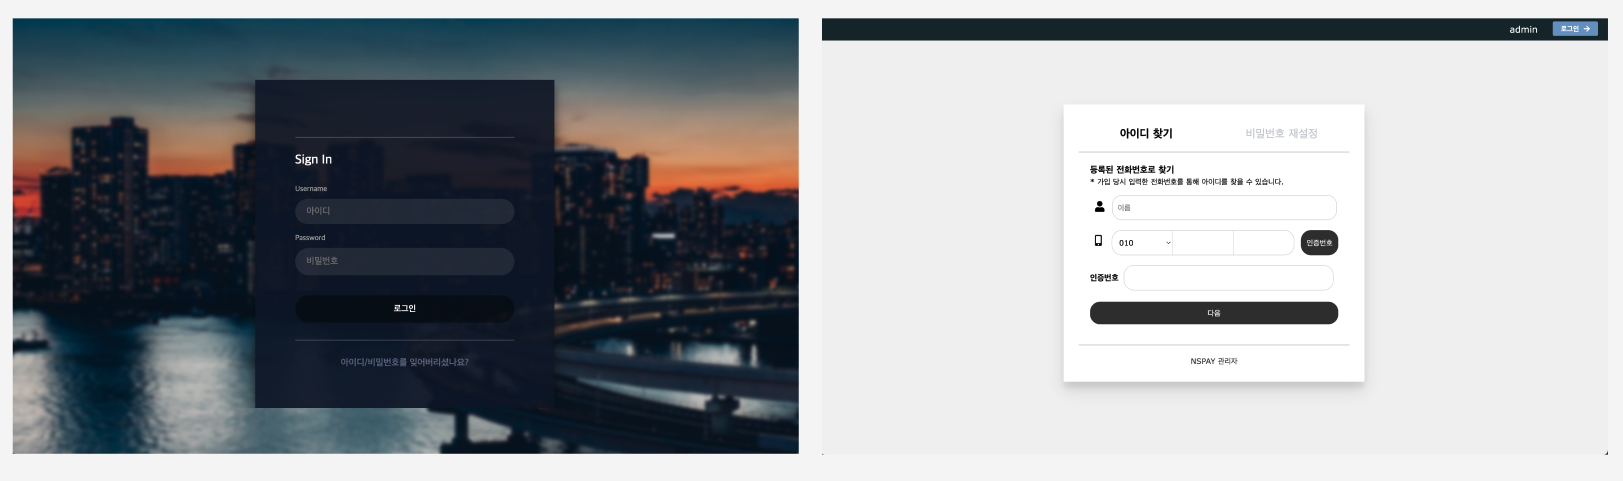 Sign In
Username
아이디
Password
비밀번호
로그인
아이디/비밀번호를 잊어버리셨나요?
admin
로그인 →
아이디 찾기
비밀번호 재설정
등록된 전화번호로 찾기
* 가입 당시 입력한 전화번호를 통해 아이디를 찾을 수 있습니다.
이름
010
인증번호
인증번호
다음
NSPAY 관리자